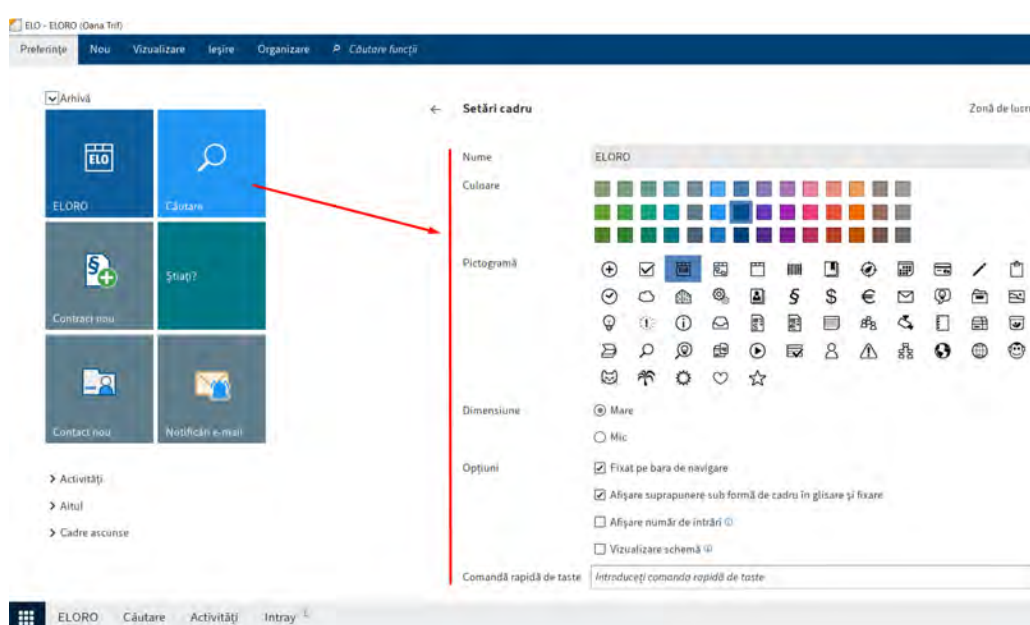 ELO - ELORO (Oana Trif)
Preferințe Nou Vizualizare Ieșire Organizare Căutare funcții
Arhivă
ELO
ELORO
Căutare
Contract nou
Știați?
Contact nou
Notificări e-mail
Activități
Altul
Cadre ascunse
Setări cadru
Zonă de lucru
Nume ELORO
Culoare
Pictogramă
Dimensiune Mare
Mic
Opțiuni Fixat pe bara de navigare
Afișare suprapunere sub formă de cadru în glisare și fixare
Afișare număr de intrări
Vizualizare schemă
Comandă rapidă de taste Introduceți comanda rapidă de taste
ELORO Căutare Activități Intray